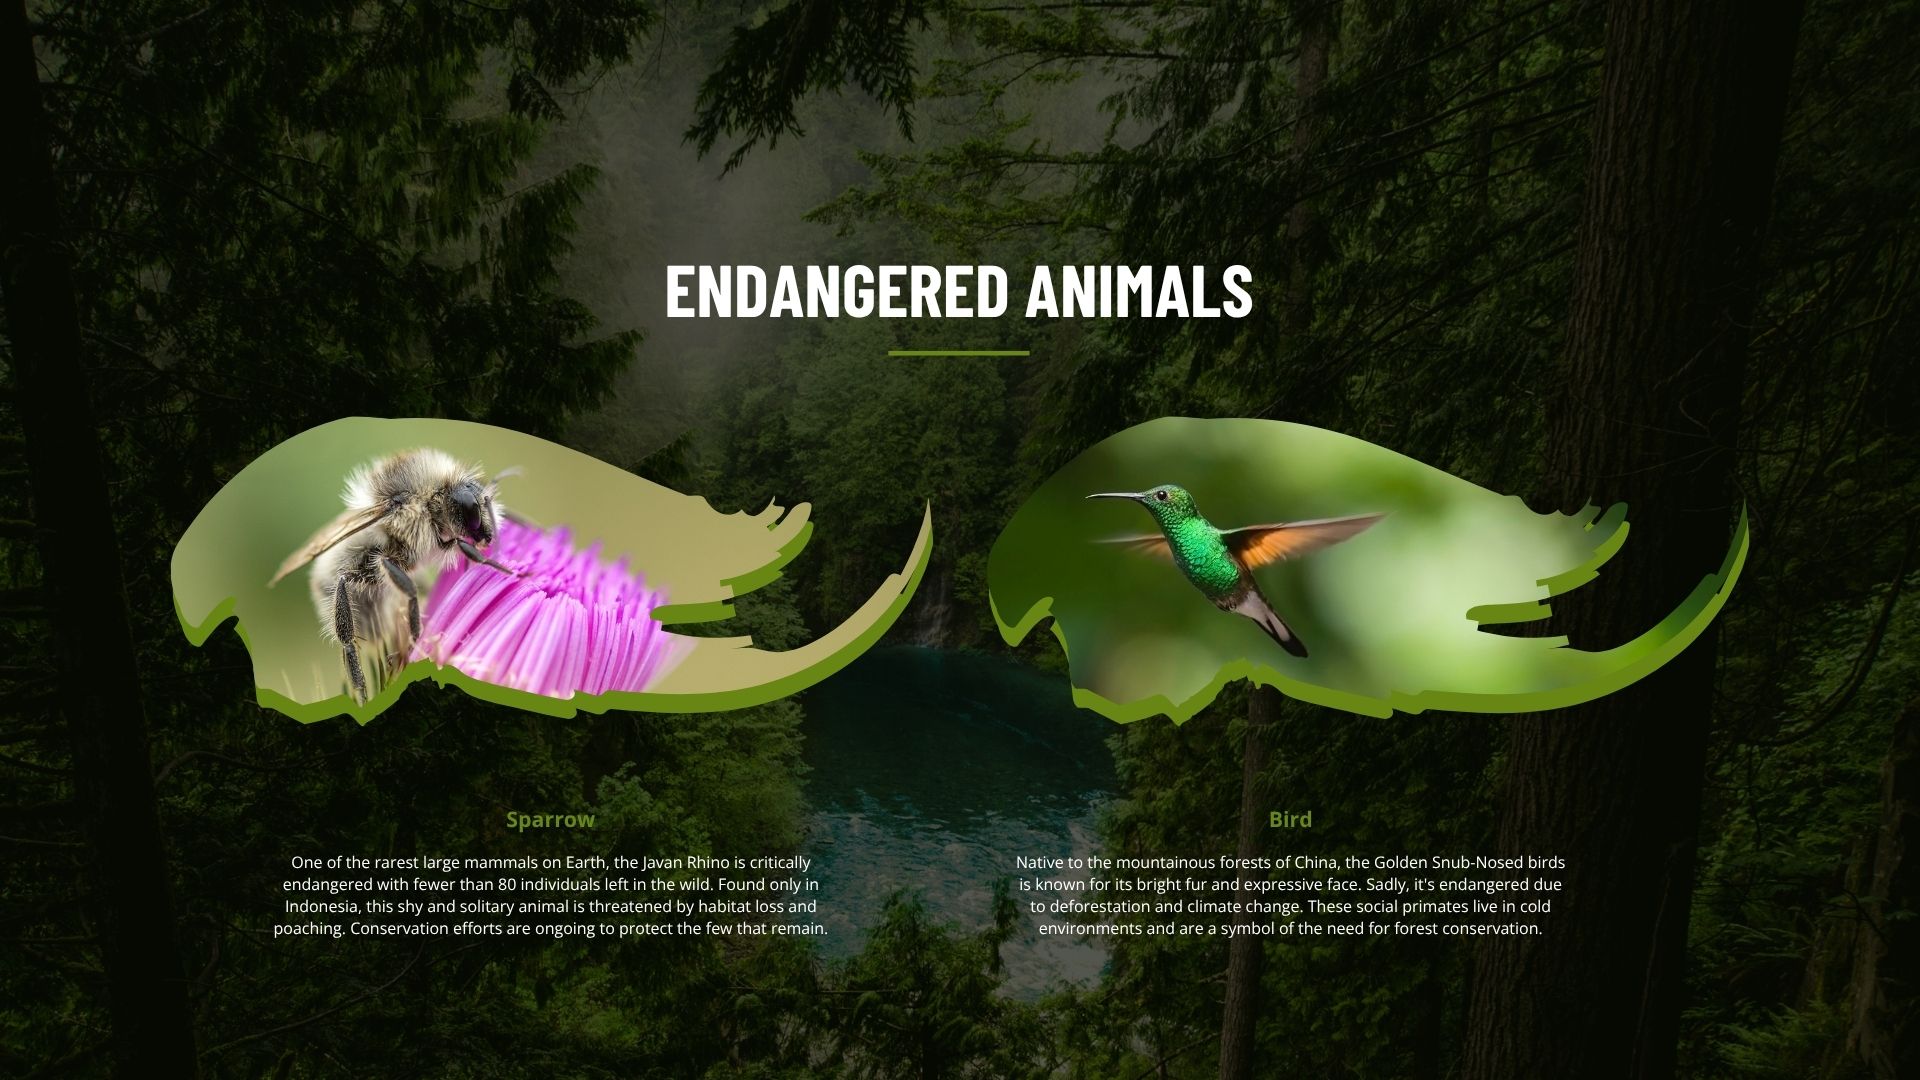 ENDANGERED ANIMALS
Sparrow
One of the rarest large mammals on Earth, the Javan Rhino is critically
endangered with fewer than 80 individuals left in the wild. Found only in
Indonesia, this shy and solitary animal is threatened by habitat loss and
poaching. Conservation efforts are ongoing to protect the few that remain.
Bird
Native to the mountainous forests of China, the Golden Snub-Nosed birds
is known for its bright fur and expressive face. Sadly, it's endangered due
to deforestation and climate change. These social primates live in cold
environments and are a symbol of the need for forest conservation.